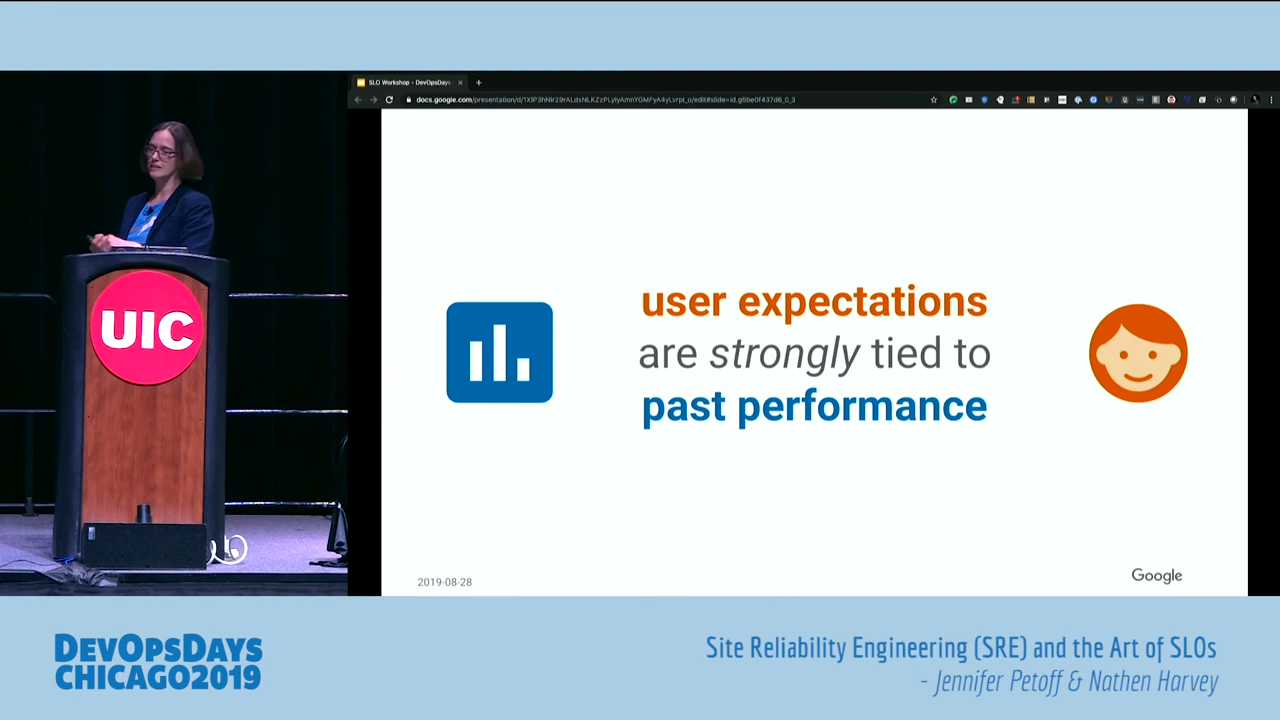 SLO Workshop - DevOpsDays
UIC
user expectations
are strongly tied to
past performance
2019-08-28
Google
DEVOPSDAYS
CHICAGO2019
Site Reliability Engineering (SRE) and the Art of SLOs
- Jennifer Petoff & Nathen Harvey